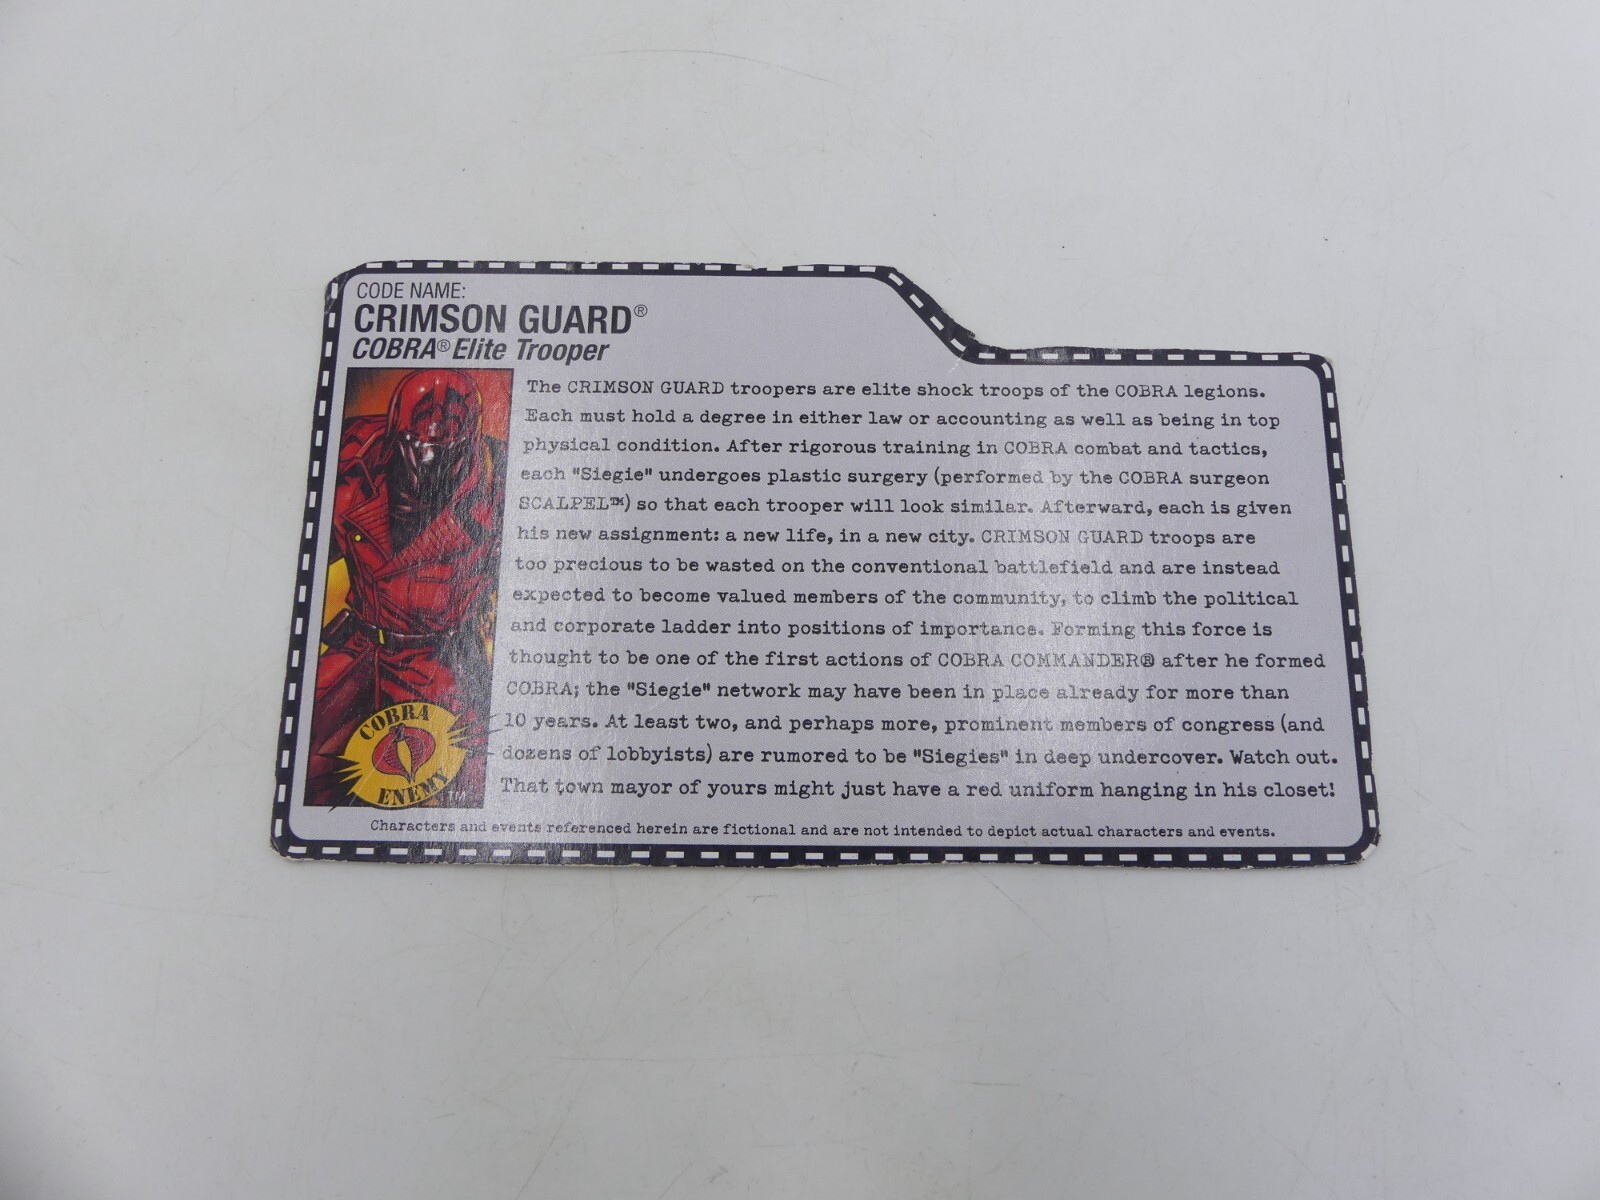 CODE NAME:
CRIMSON GUARD®
COBRA® Elite Trooper
The CRIMSON GUARD troopers are elite shock troops of the COBRA legions.
Each must hold a degree in either law or accounting as well as being in top
physical condition. After rigorous training in COBRA combat and tactics,
each "Siegie" undergoes plastic surgery (performed by the COBRA surgeon
SCALPEL™) so that each trooper will look similar. Afterward, each is given
his new assignment: a new life, in a new city. CRIMSON GUARD troops are
too precious to be wasted on the conventional battlefield and are instead
expected to become valued members of the community, to climb the political
and corporate ladder into positions of importance. Forming this force is
thought to be one of the first actions of COBRA COMMANDER® after he formed
COBRA; the "Siegie" network may have been in place already for more than
10 years. At least two, and perhaps more, prominent members of congress (and
dozens of lobbyists) are rumored to be "Siegies" in deep undercover. Watch out.
That town mayor of yours might just have a red uniform hanging in his closet!
COBRA
ENEMY
TM
Characters and events referenced herein are fictional and are not intended to depict actual characters and events.